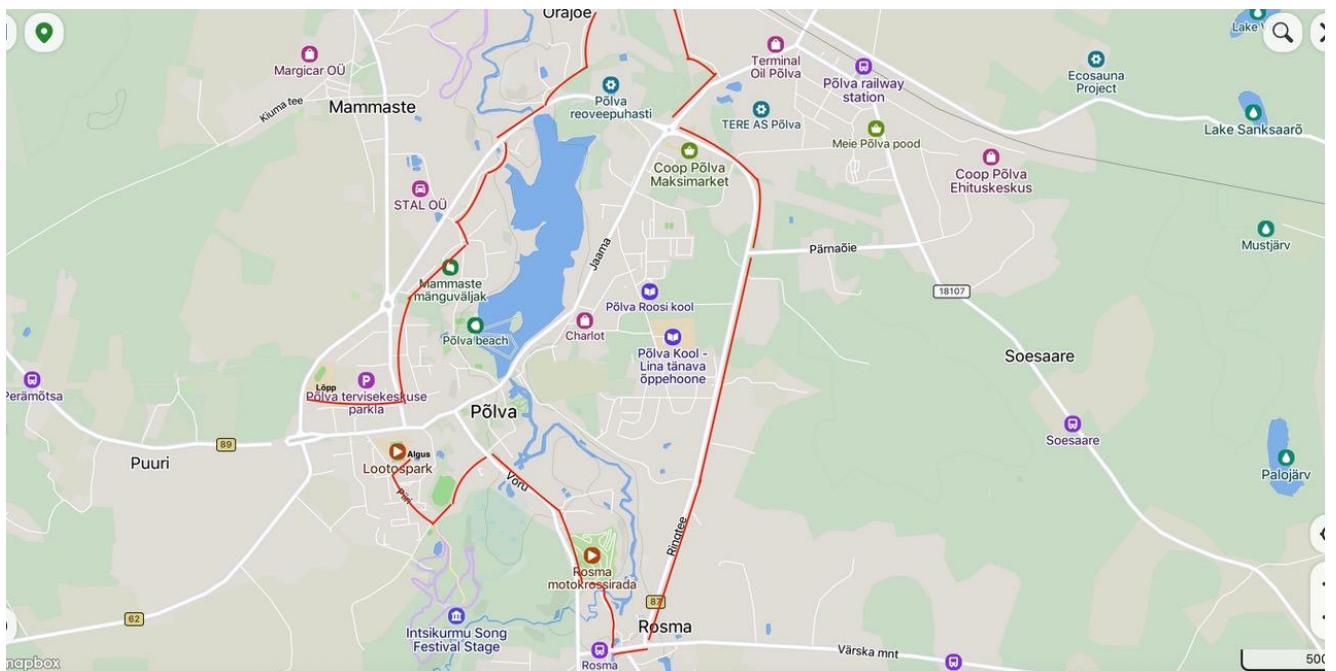 Orajõe
Margicar OÜ
Mammaste
Kiuma tee
Põlva
reoveepuhasti
Terminal
Oil Põlva
Põlva railway
station
Ecosauna
Project
TERE AS Põlva
Meie Põlva pood
Lake Sanksaarõ
Coop Põlva
Maksimarket
Coop Põlva
Ehituskeskus
STAL OÜ
Mustjärv
Jaama
Pärnaõie
Mammaste
mänguväljak
18107
Põlva Roosi kool
Põlva beach
Charlot
Põlva Kool -
Lina tänava
õppehoone
Soesaare
Perämõtsa
Lõpp
Põlva tervisekeskuse
parkla
Põlva
89
Puuri
Algus
Lootospark
Soesaare
Palojärv
Võru
Piiri
Ringtee
Rosma
motokrossirada
87
62
Intsikurmu Song
Festival Stage
Rosma
Rosma
Värska mnt
500
mapbox